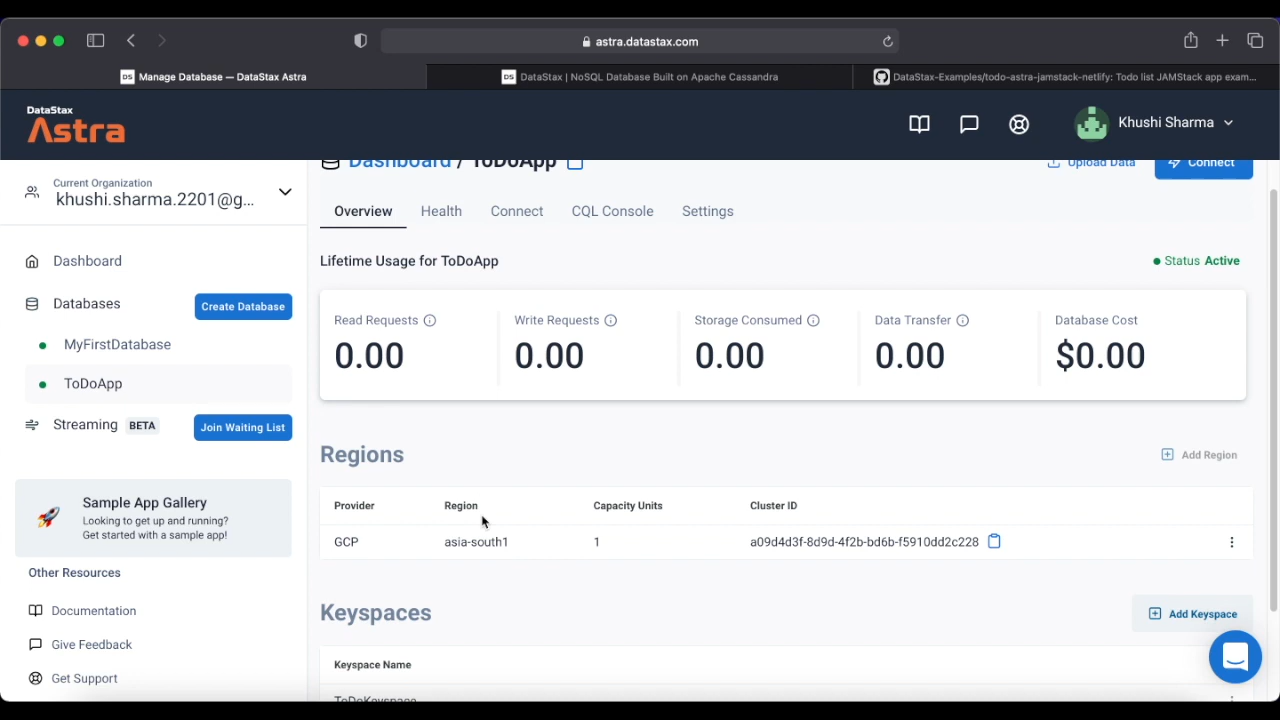 astra.datastax.com
Manage Database — DataStax Astra
DataStax | NoSQL Database Built on Apache Cassandra
DataStax-Examples/todo-astra-jamstack-netlify: Todo list JAMStack app exam...
DataStax
Astra
Khushi Sharma
Dashboard / ToDoApp
Upload Data
Connect
Current Organization
khushi.sharma.2201@g...
Overview
Health
Connect
CQL Console
Settings
Dashboard
Databases
Create Database
MyFirstDatabase
ToDoApp
Streaming BETA
Join Waiting List
Sample App Gallery
Looking to get up and running?
Get started with a sample app!
Other Resources
Documentation
Give Feedback
Get Support
Lifetime Usage for ToDoApp
Status Active
Read Requests
0.00
Write Requests
0.00
Storage Consumed
0.00
Data Transfer
0.00
Database Cost
$0.00
Regions
Add Region
Provider Region Capacity Units Cluster ID
GCP asia-south1 1 a09d4d3f-8d9d-4f2b-bd6b-f5910dd2c228
Keyspaces
Add Keyspace
Keyspace Name
ToDoKeyspace